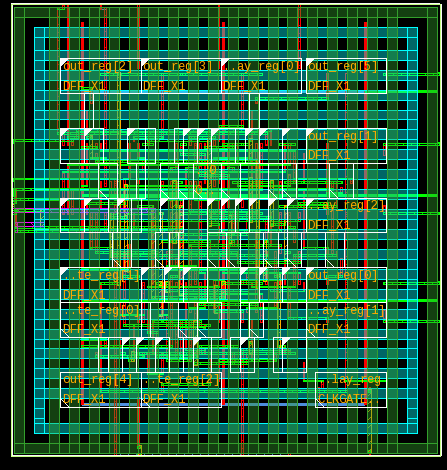 out_reg[2] out_reg[3] ..ay_reg[0] out_reg[5]
DFF_X1 DFF_X1 DFF_X1 DFF_X1
out_reg[1]
DFF_X1
..ay_reg[2]
DFF_X1
..te_reg[1] out_reg[0]
DFF_X1 DFF_X1
..te_reg[0] ..ay_reg[1]
DFF_X1 DFF_X1
out_reg[4] ..te_reg[2] ..lay_reg
DFF_X1 DFF_X1 CLKGATE